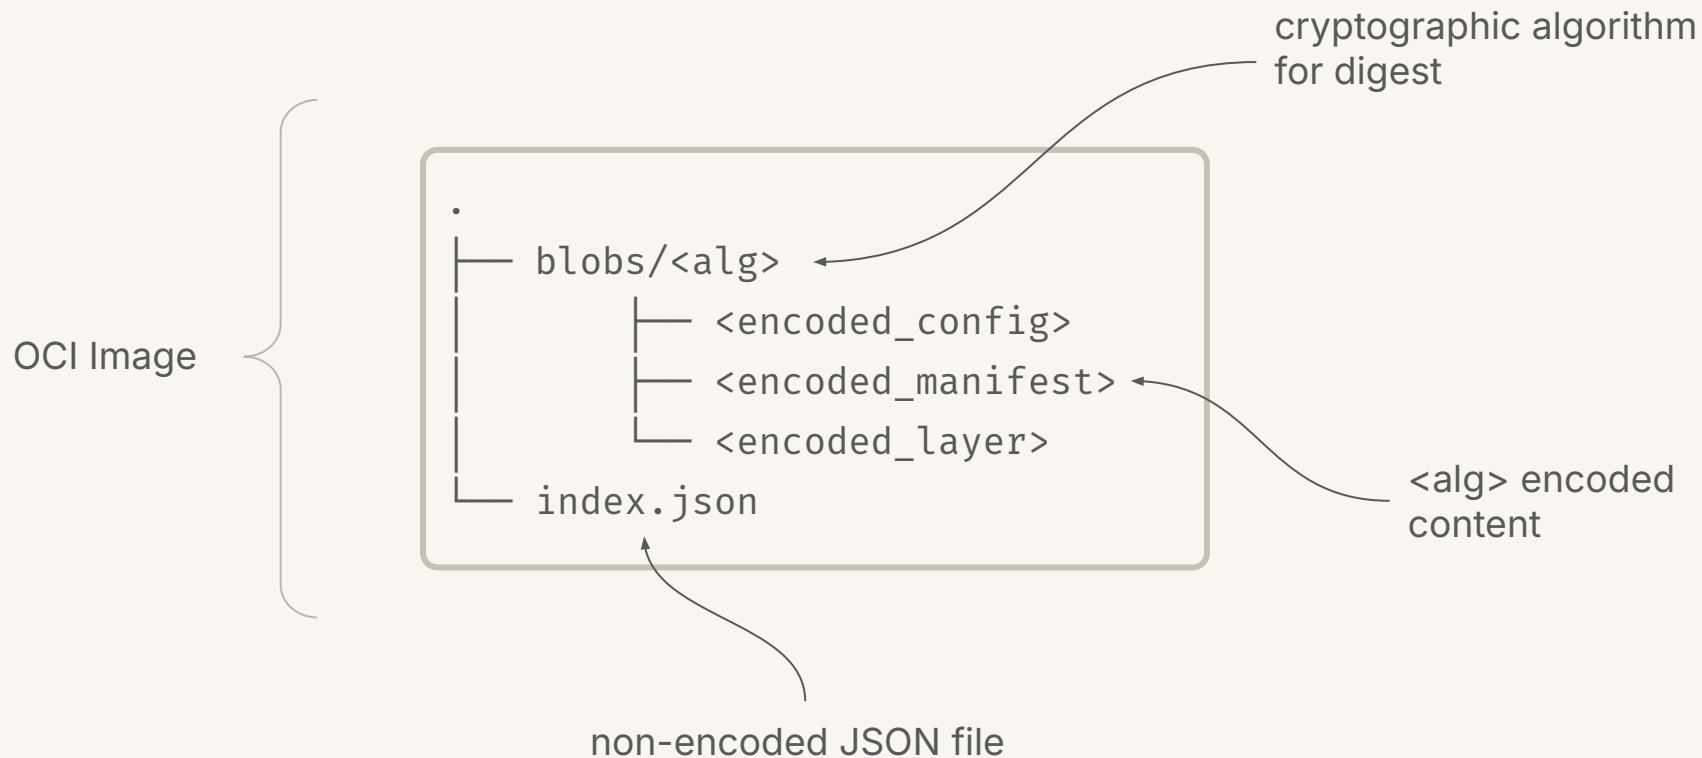 cryptographic algorithm
for digest
.
├── blobs/<alg>
│       ├── <encoded_config>
│       ├── <encoded_manifest>
│       └── <encoded_layer>
└── index.json
OCI Image
<alg> encoded
content
non-encoded JSON file